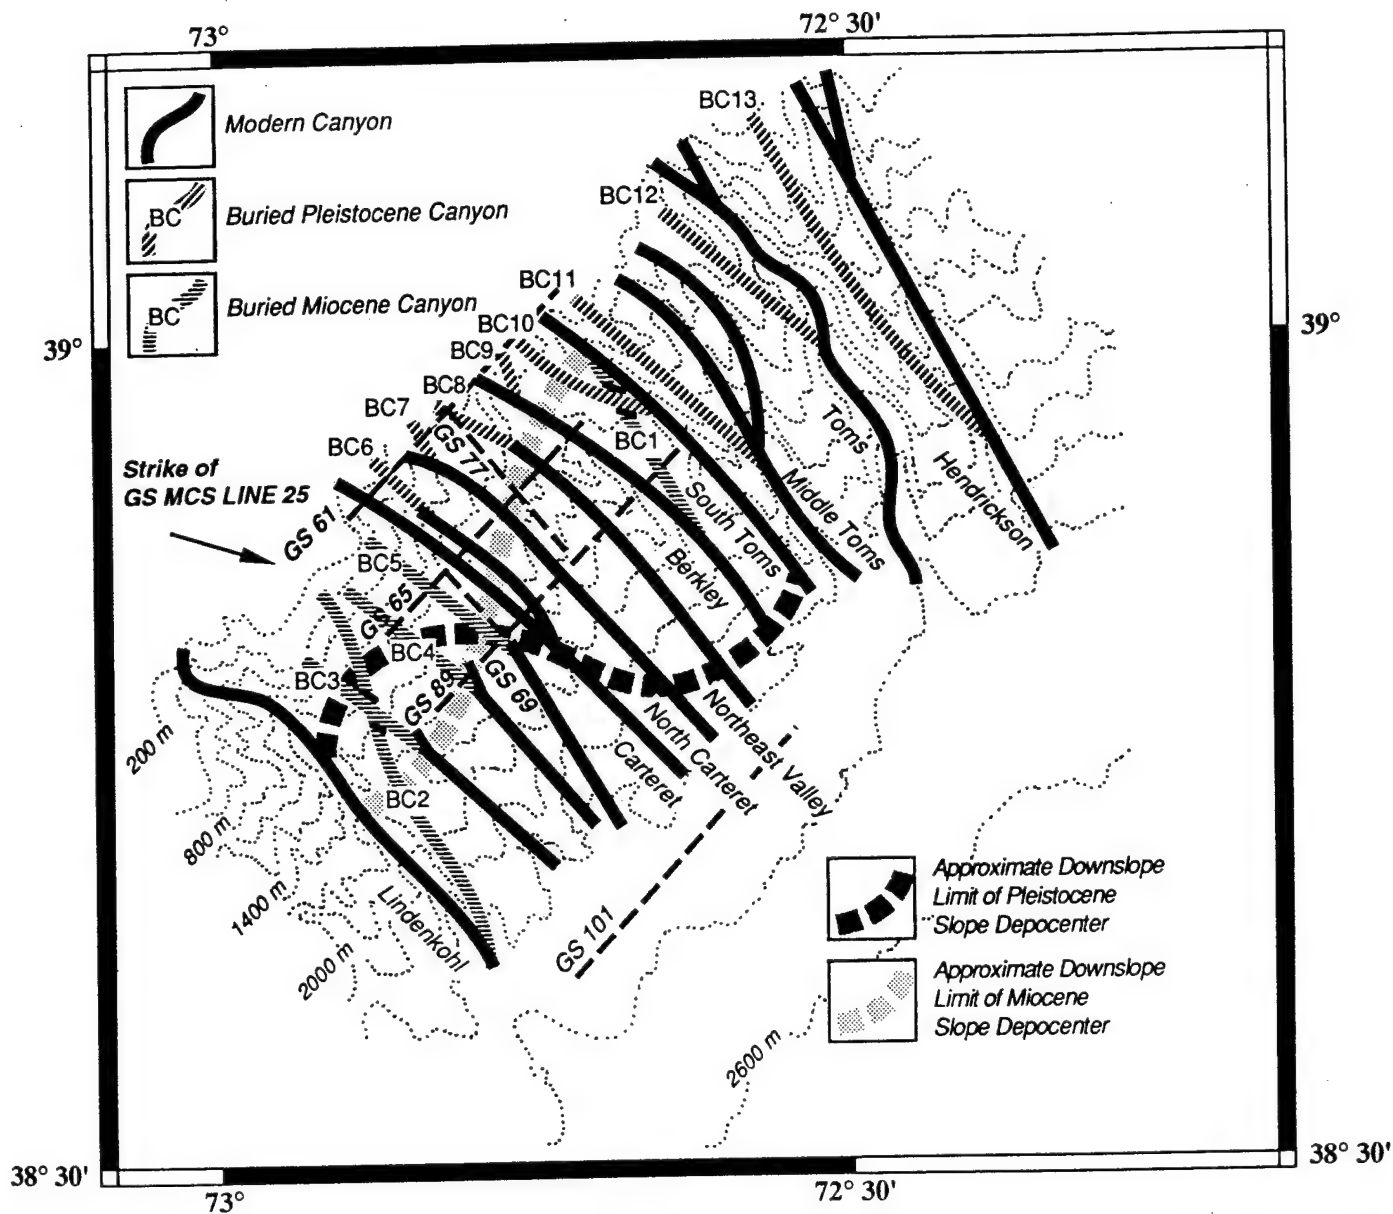 73°
72° 30'
Modern Canyon
BC
Buried Pleistocene Canyon
BC
Buried Miocene Canyon
39°
39°
BC13
BC12
BC11
BC10
BC9
BC8
BC7
BC6
BC1
BC5
BC4
BC3
BC2
Strike of
GS MCS LINE 25
GS 61
GS 77
GS 65
GS 89
GS 69
GS 101
Toms
Hendrickson
Middle Toms
South Toms
Berkley
Northeast Valley
North Carteret
Carteret
Lindenkohl
200 m
800 m
1400 m
2000 m
2600 m
Approximate Downslope
Limit of Pleistocene
Slope Depocenter
Approximate Downslope
Limit of Miocene
Slope Depocenter
38° 30'
38° 30'
73°
72° 30'